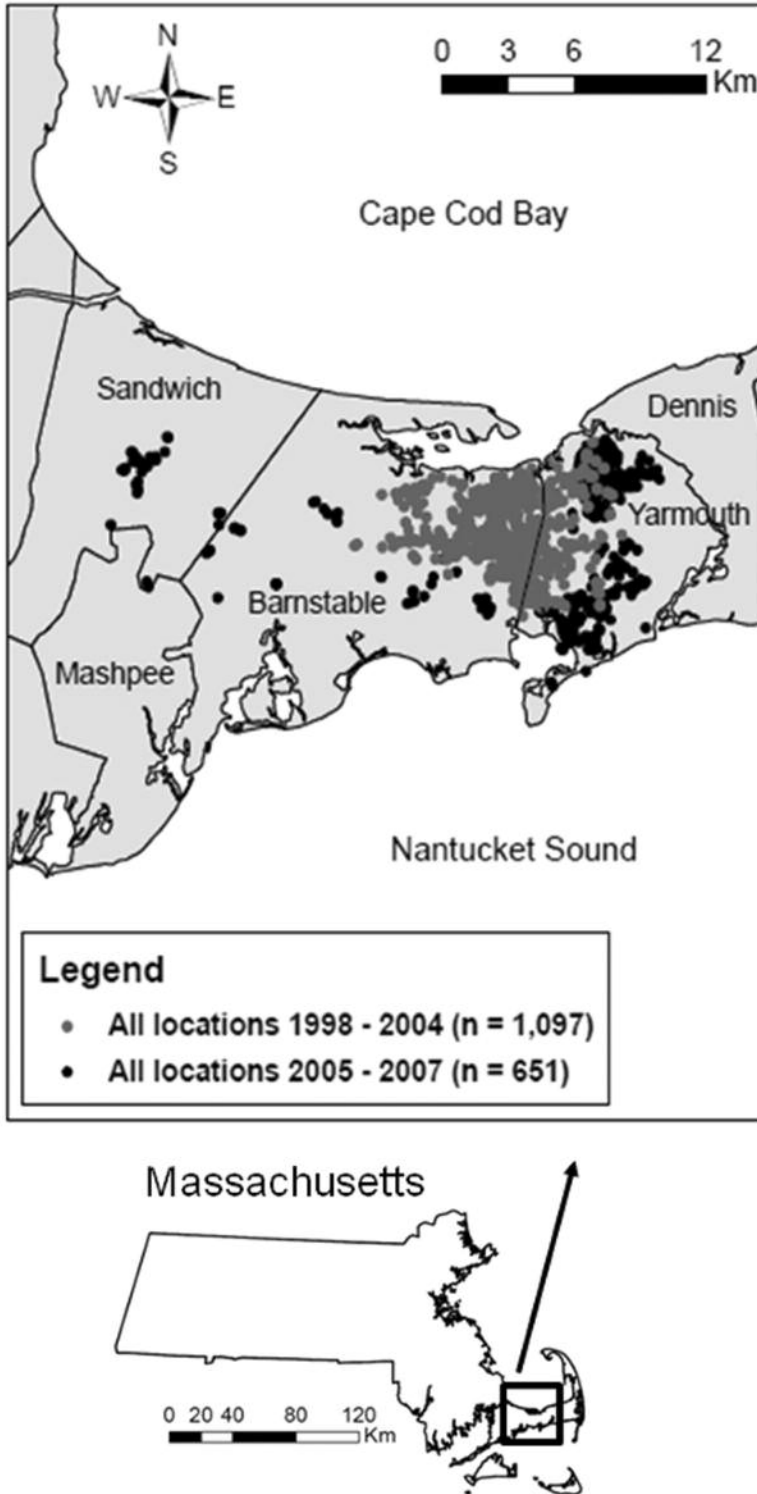 N
W E
S
0 3 6 12
Km
Cape Cod Bay
Sandwich
Dennis
Yarmouth
Barnstable
Mashpee
Nantucket Sound
Legend
All locations 1998 - 2004 (n = 1,097)
All locations 2005 - 2007 (n = 651)
Massachusetts
0 20 40 80 120
Km